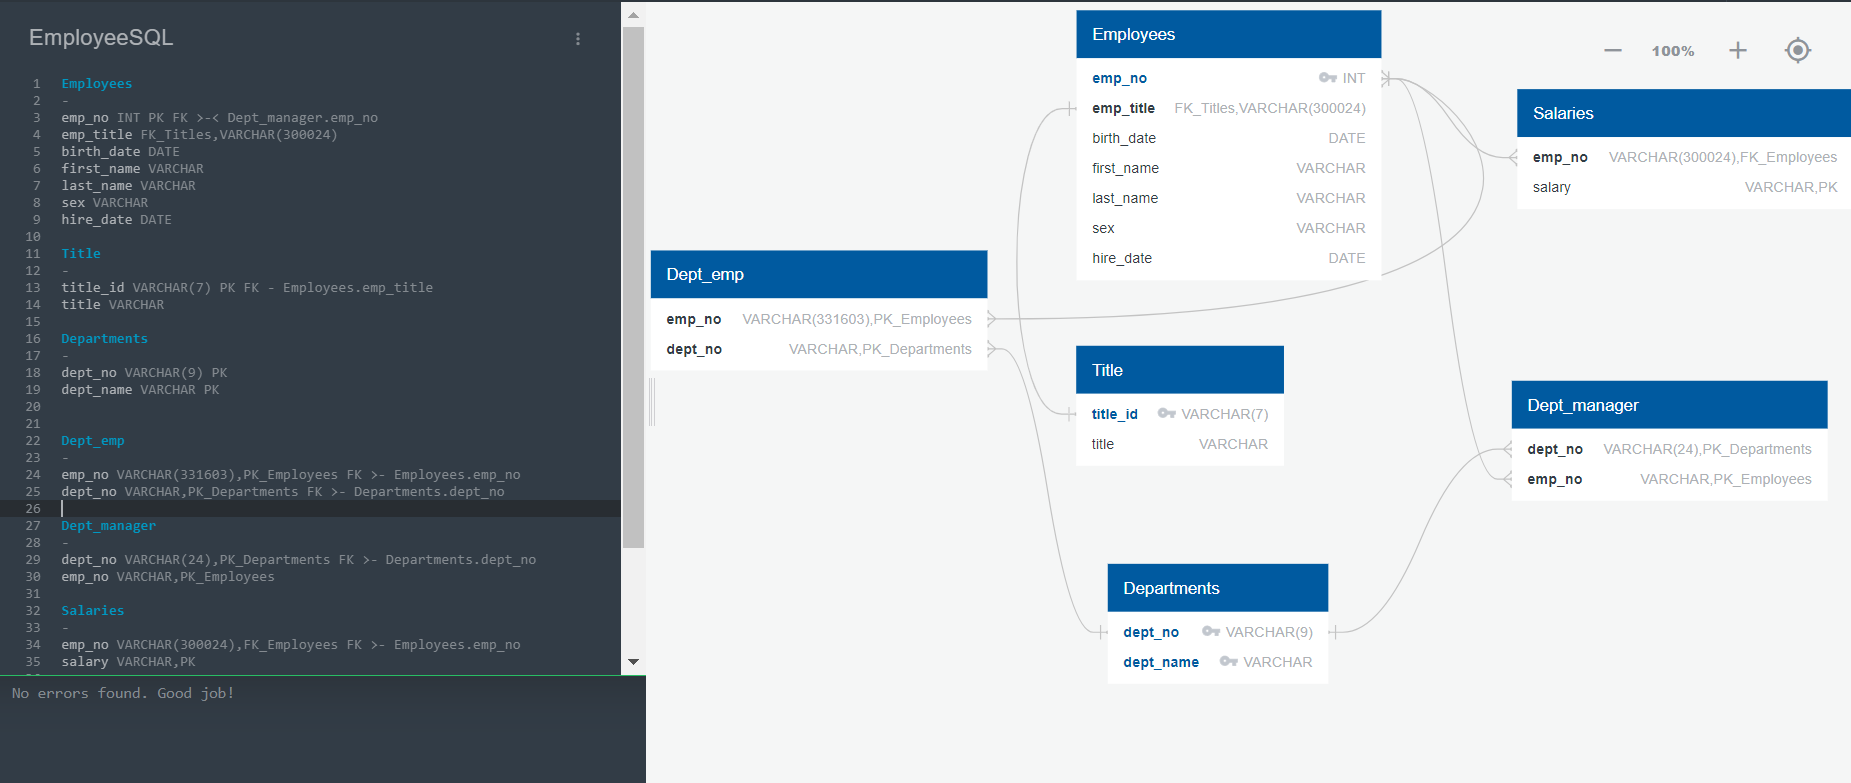 EmployeeSQL
1 Employees
2 -
3 emp_no INT PK FK >-< Dept_manager.emp_no
4 emp_title FK_Titles,VARCHAR(300024)
5 birth_date DATE
6 first_name VARCHAR
7 last_name VARCHAR
8 sex VARCHAR
9 hire_date DATE
10
11 Title
12 -
13 title_id VARCHAR(7) PK FK - Employees.emp_title
14 title VARCHAR
15
16 Departments
17 -
18 dept_no VARCHAR(9) PK
19 dept_name VARCHAR PK
20
21
22 Dept_emp
23 -
24 emp_no VARCHAR(331603),PK_Employees FK >- Employees.emp_no
25 dept_no VARCHAR,PK_Departments FK >- Departments.dept_no
26
27 Dept_manager
28 -
29 dept_no VARCHAR(24),PK_Departments FK >- Departments.dept_no
30 emp_no VARCHAR,PK_Employees
31
32 Salaries
33 -
34 emp_no VARCHAR(300024),FK_Employees FK >- Employees.emp_no
35 salary VARCHAR,PK
No errors found. Good job!
100%
Employees
emp_no INT
emp_title FK_Titles,VARCHAR(300024)
birth_date DATE
first_name VARCHAR
last_name VARCHAR
sex VARCHAR
hire_date DATE
Salaries
emp_no VARCHAR(300024),FK_Employees
salary VARCHAR,PK
Dept_emp
emp_no VARCHAR(331603),PK_Employees
dept_no VARCHAR,PK_Departments
Title
title_id VARCHAR(7)
title VARCHAR
Dept_manager
dept_no VARCHAR(24),PK_Departments
emp_no VARCHAR,PK_Employees
Departments
dept_no VARCHAR(9)
dept_name VARCHAR